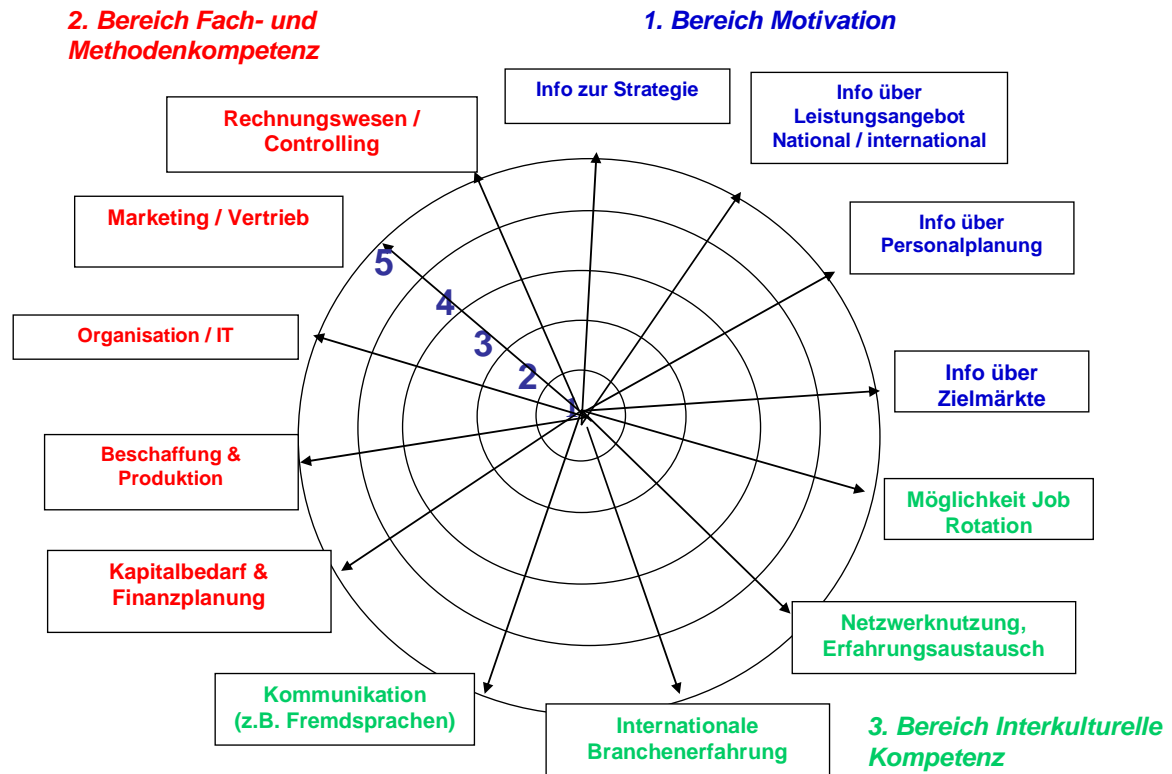 2. Bereich Fach- und
Methodenkompetenz
1. Bereich Motivation
Info zur Strategie
Info über
Leistungsangebot
National / international
Rechnungswesen /
Controlling
Marketing / Vertrieb
Info über
Personalplanung
5
4
Organisation / IT
3
2
1
Info über
Zielmärkte
Beschaffung &
Produktion
Möglichkeit Job
Rotation
Kapitalbedarf &
Finanzplanung
Netzwerknutzung,
Erfahrungsaustausch
Kommunikation
(z.B. Fremdsprachen)
Internationale
Branchenerfahrung
3. Bereich Interkulturelle
Kompetenz